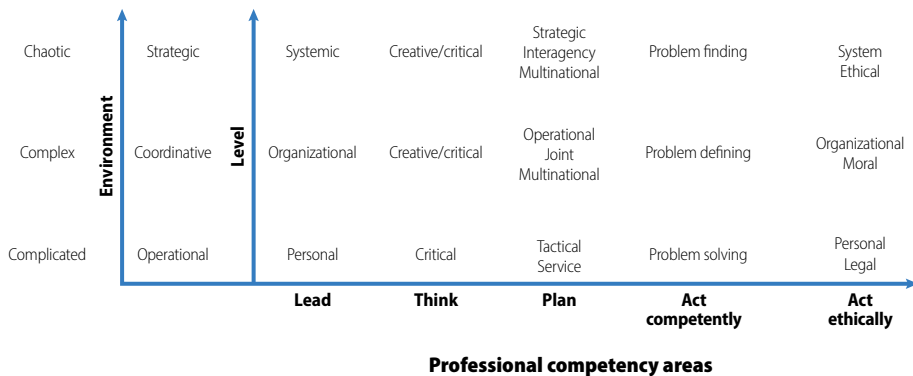 Chaotic
Strategic
Systemic
Creative/critical
Strategic
Interagency
Multinational
Problem finding
System
Ethical
Environment
Level
Complex
Coordinative
Organizational
Creative/critical
Operational
Joint
Multinational
Problem defining
Organizational
Moral
Complicated
Operational
Personal
Critical
Tactical
Service
Problem solving
Personal
Legal
Lead
Think
Plan
Act
competently
Act
ethically
Professional competency areas